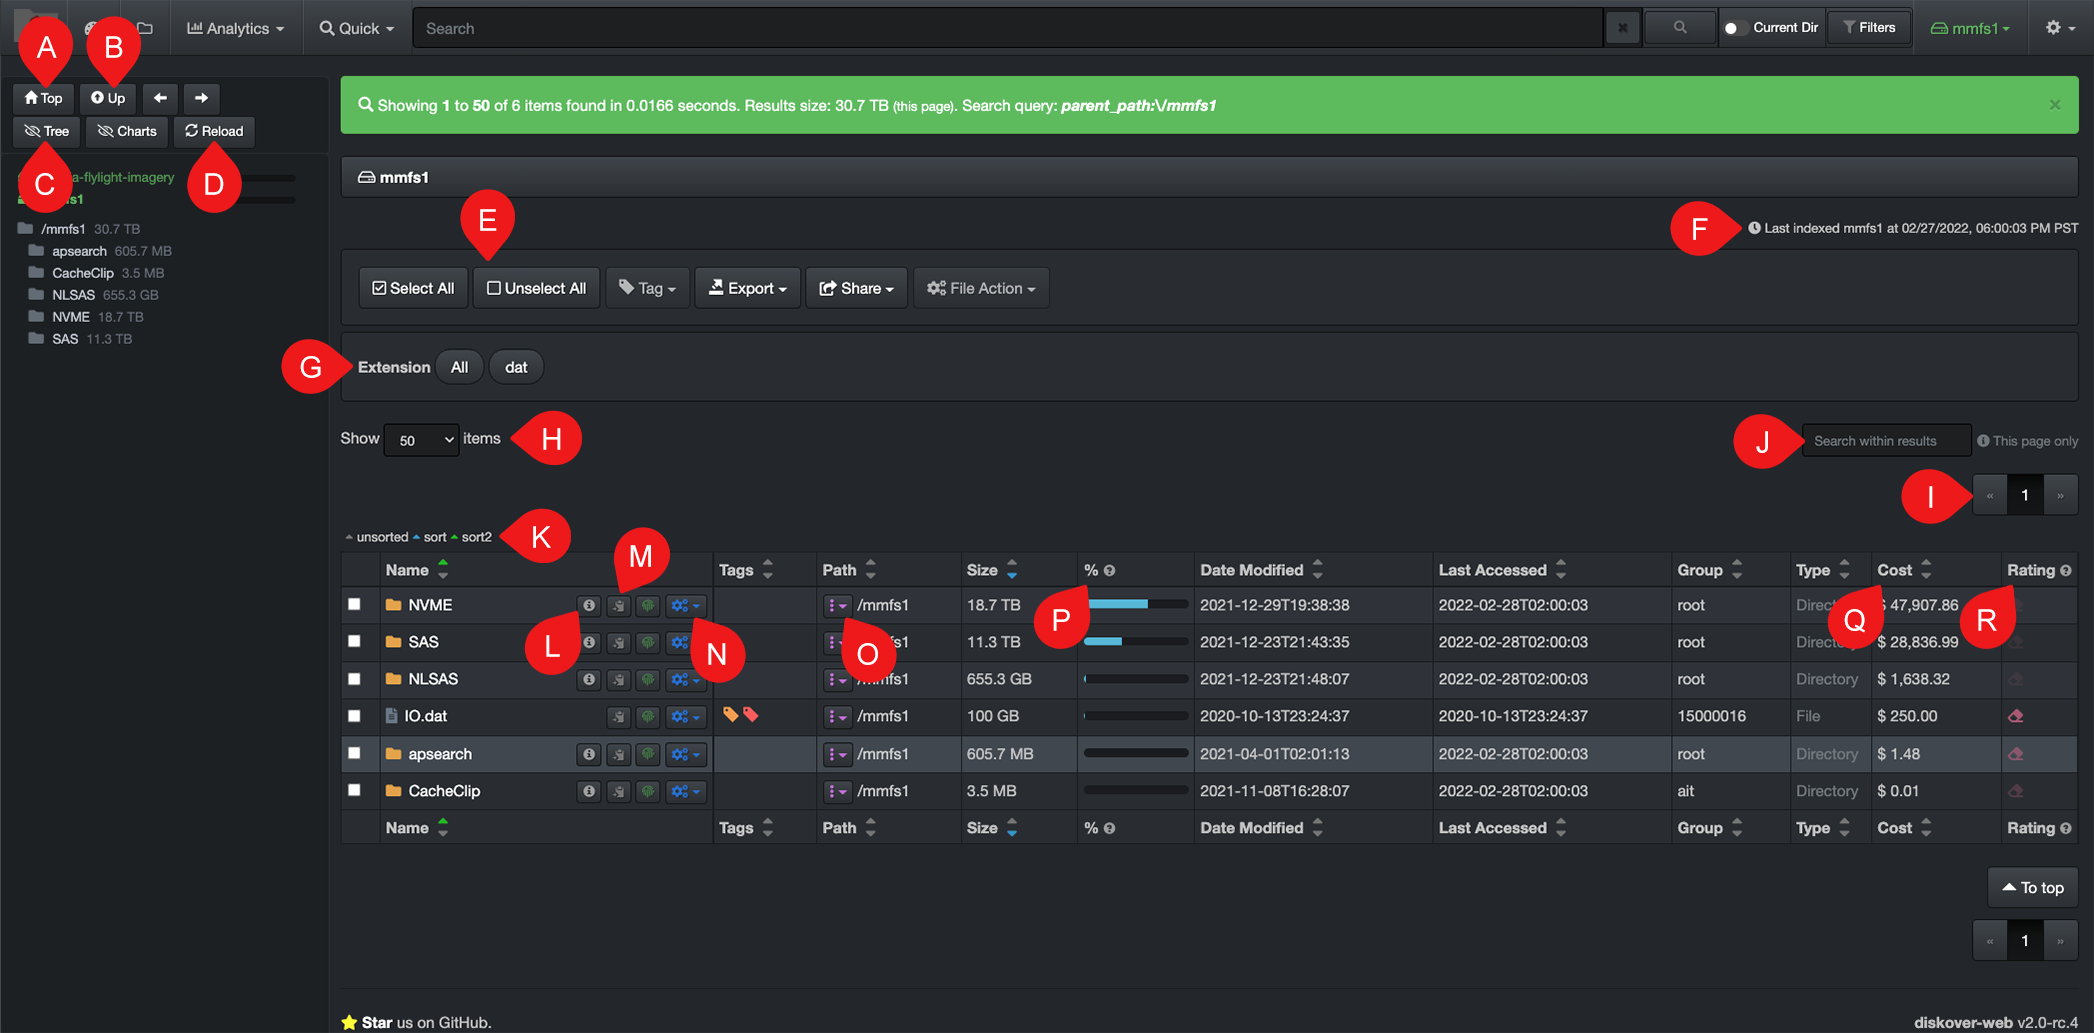 Analytics Quick Search Current Dir Filters mmfs1
A B
Top Up
Tree Charts Reload
C D
a-flylight-imagery
fs1
/mmfs1 30.7 TB
apsearch 605.7 MB
CacheClip 3.5 MB
NLSAS 655.3 GB
NVME 18.7 TB
SAS 11.3 TB
Showing 1 to 50 of 6 items found in 0.0166 seconds. Results size: 30.7 TB (this page). Search query: parent_path:\/mmfs1 ×
mmfs1
E
F Last indexed mmfs1 at 02/27/2022, 06:00:03 PM PST
Select All Unselect All Tag Export Share File Action
G Extension All dat
Show 50 items H
J Search within results This page only
I « 1 »
unsorted sort sort2 K
M
Name Tags Path Size % Date Modified Last Accessed Group Type Cost Rating
NVME /mmfs1 18.7 TB P 2021-12-29T19:38:38 2022-02-28T02:00:03 root Direc Q $ 47,907.86 R
SAS L N O s1 11.3 TB 2021-12-23T21:43:35 2022-02-28T02:00:03 root Direct $ 28,836.99
NLSAS /mmfs1 655.3 GB 2021-12-23T21:48:07 2022-02-28T02:00:03 root Directory $ 1,638.32
IO.dat /mmfs1 100 GB 2020-10-13T23:24:37 2020-10-13T23:24:37 15000016 File $ 250.00
apsearch /mmfs1 605.7 MB 2021-04-01T02:01:13 2022-02-28T02:00:03 root Directory $ 1.48
CacheClip /mmfs1 3.5 MB 2021-11-08T16:28:07 2022-02-28T02:00:03 ait Directory $ 0.01
Name Tags Path Size % Date Modified Last Accessed Group Type Cost Rating
To top
« 1 »
Star us on GitHub. diskover-web v2.0-rc.4